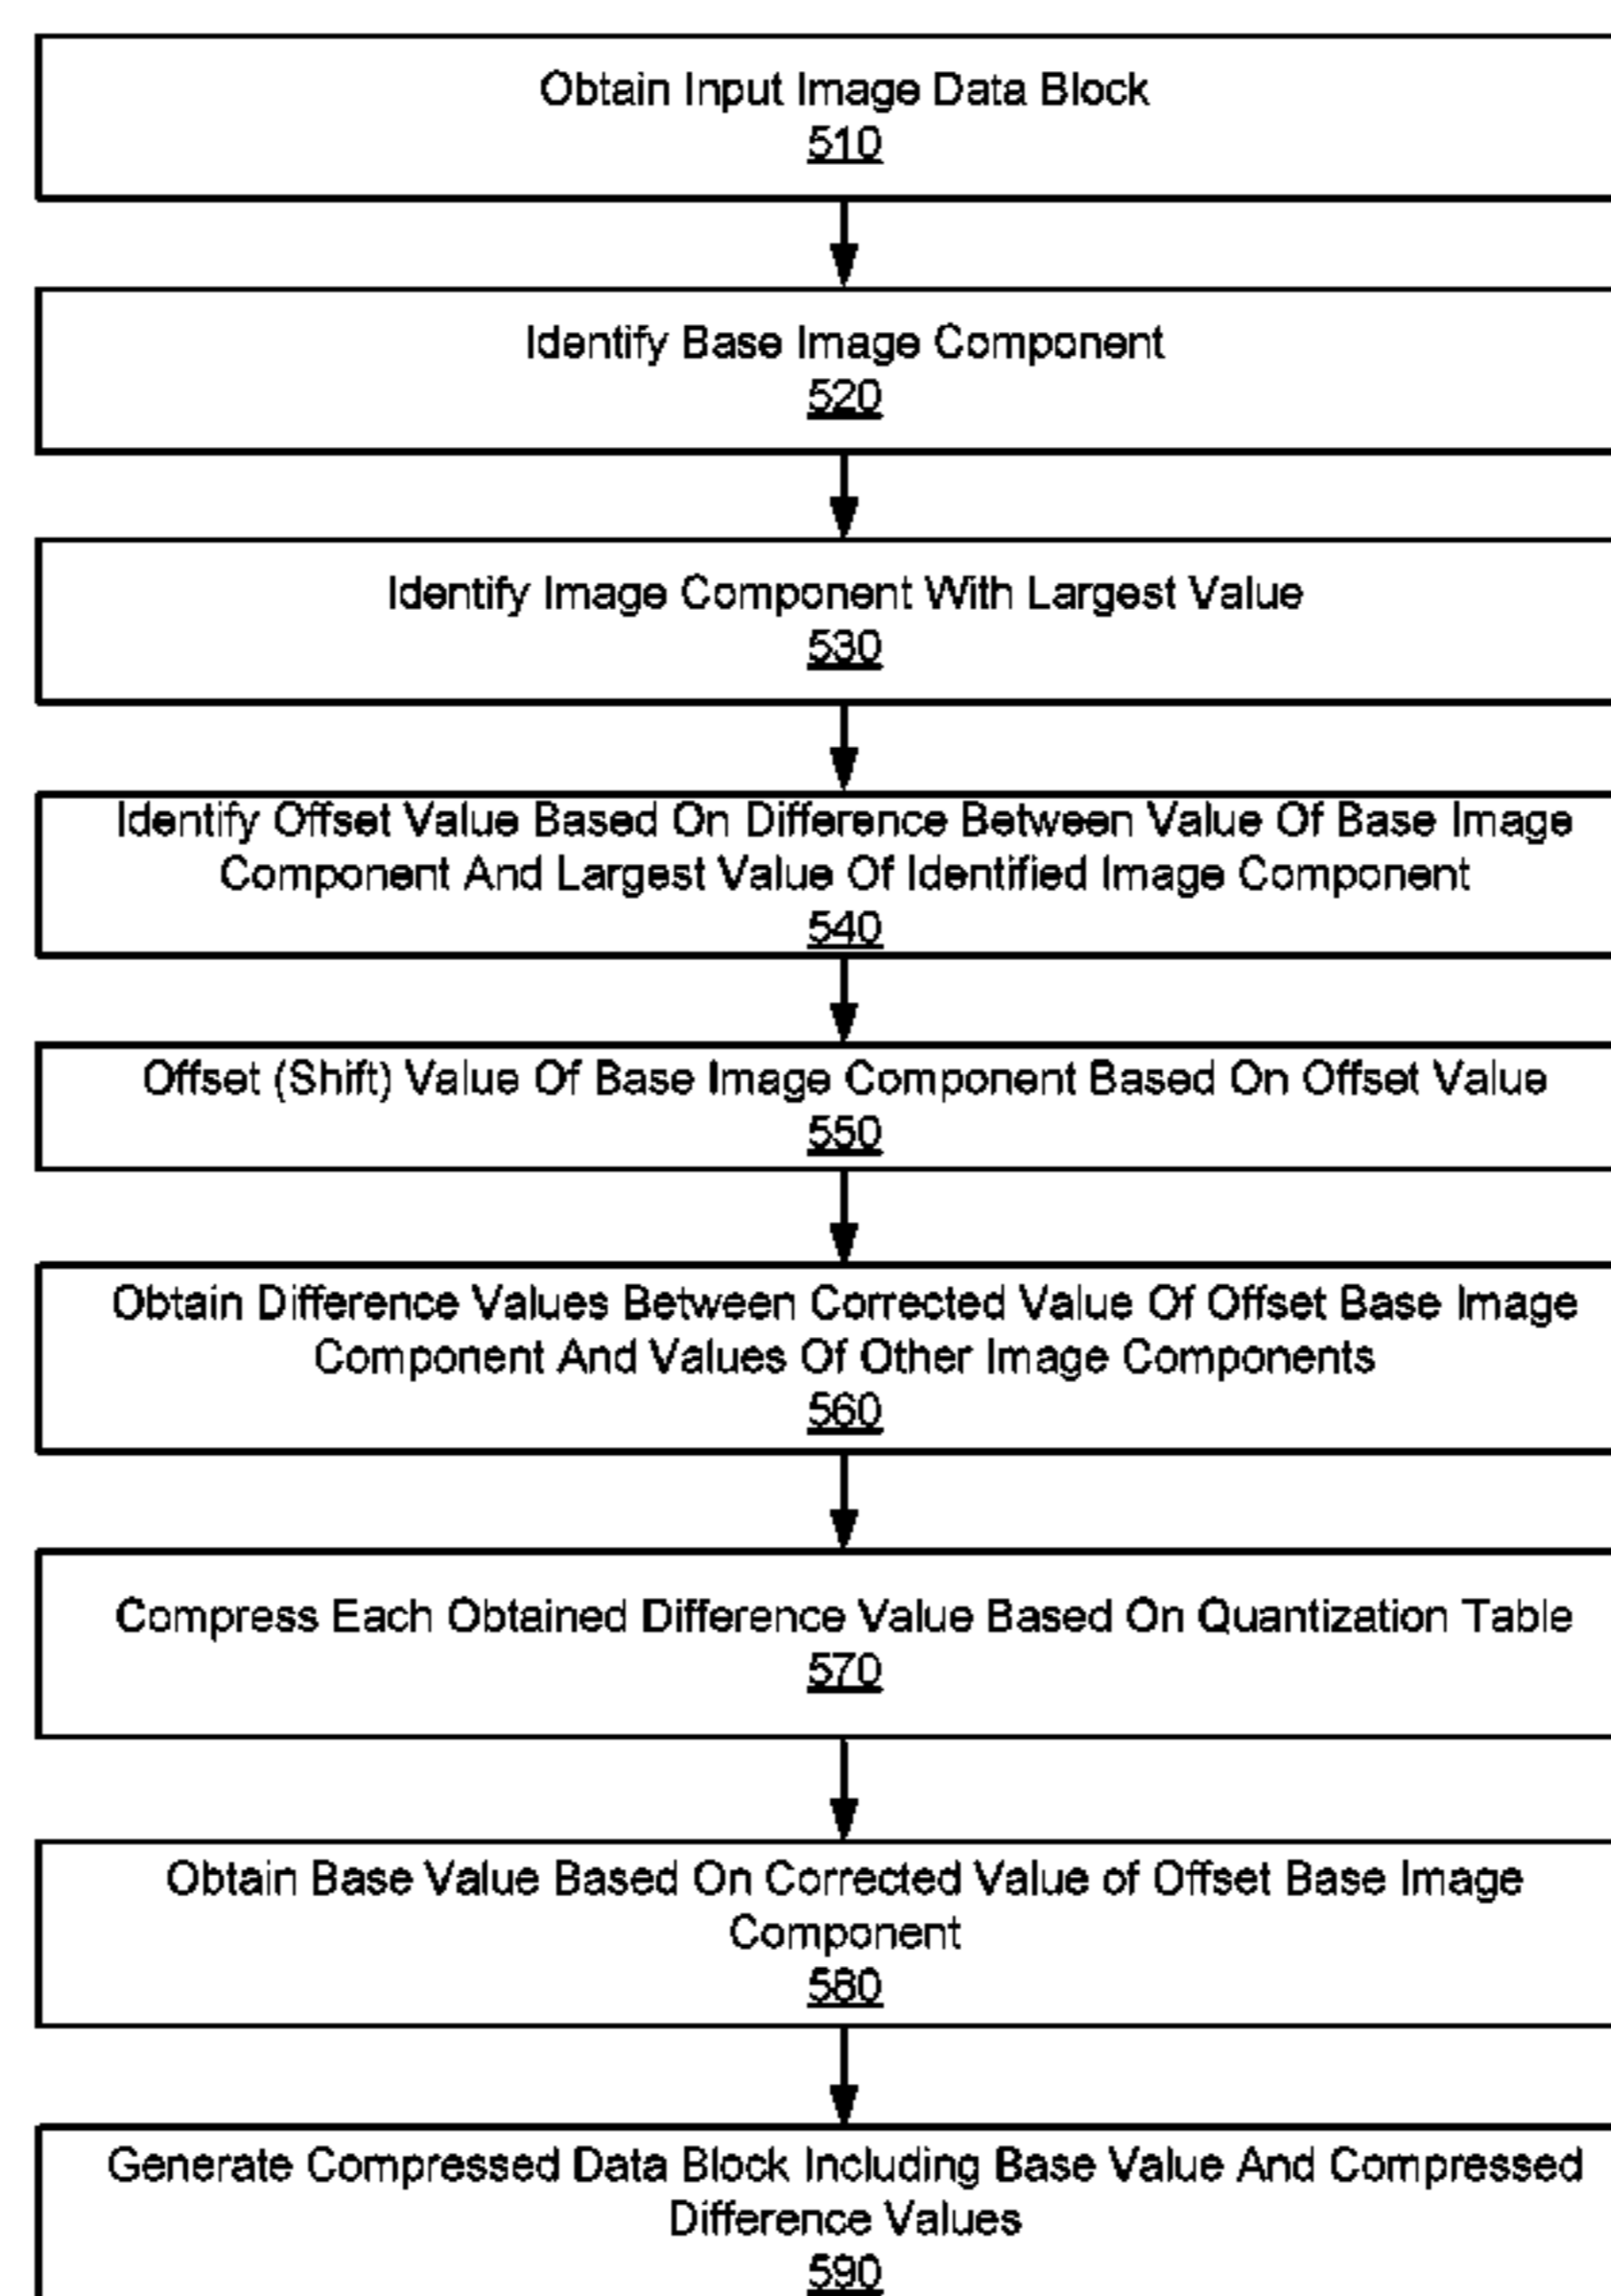 Obtain Input Image Data Block
510
Identify Base Image Component
520
Identify Image Component With Largest Value
530
Identify Offset Value Based On Difference Between Value Of Base Image
Component And Largest Value Of Identified Image Component
540
Offset (Shift) Value Of Base Image Component Based On Offset Value
550
Obtain Difference Values Between Corrected Value Of Offset Base Image
Component And Values Of Other Image Components
560
Compress Each Obtained Difference Value Based On Quantization Table
570
Obtain Base Value Based On Corrected Value of Offset Base Image
Component
580
Generate Compressed Data Block Including Base Value And Compressed
Difference Values
590